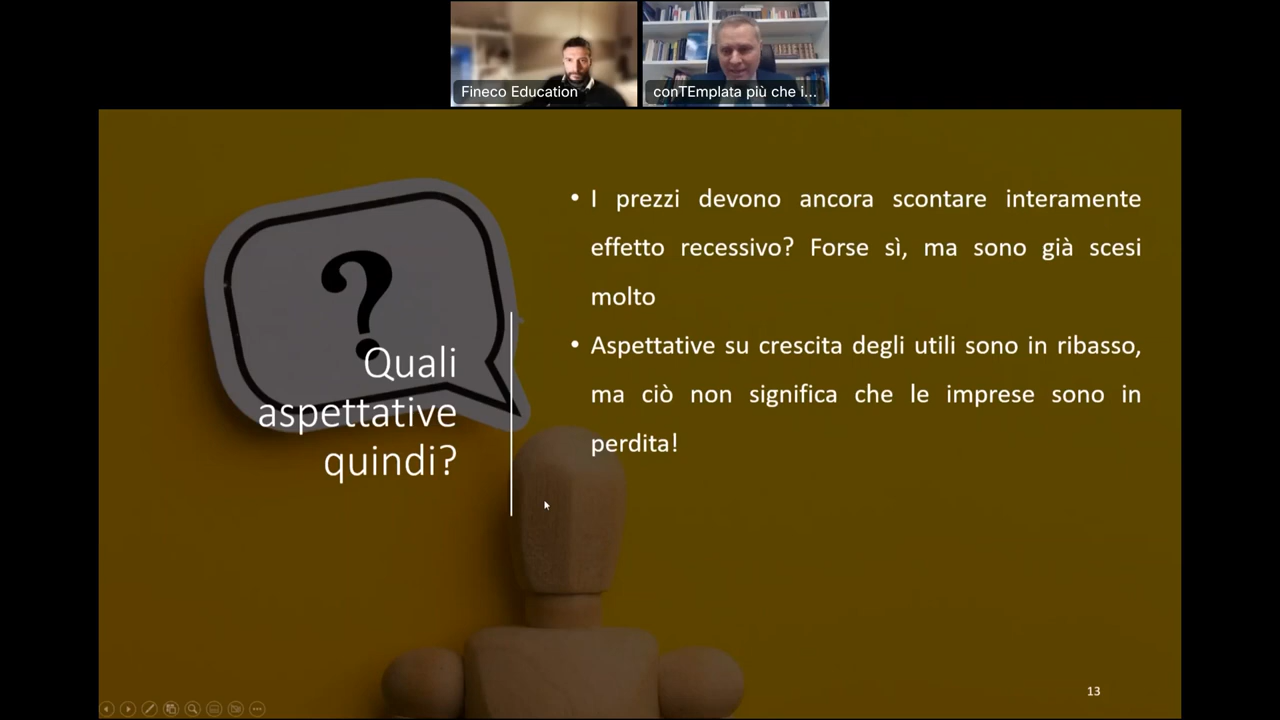 Fineco Education
conTEmplata più che i...
?
Quali
aspettative
quindi?
• I prezzi devono ancora scontare interamente
effetto recessivo? Forse sì, ma sono già scesi
molto
• Aspettative su crescita degli utili sono in ribasso,
ma ciò non significa che le imprese sono in
perdita!
13